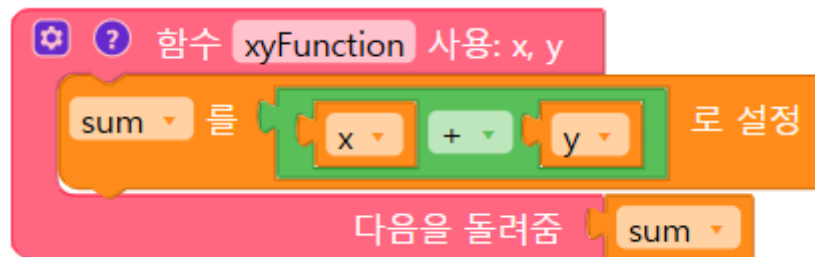 ? 함수 xyFunction 사용: x, y
sum 를 x + y 로 설정
다음을 돌려줌 sum